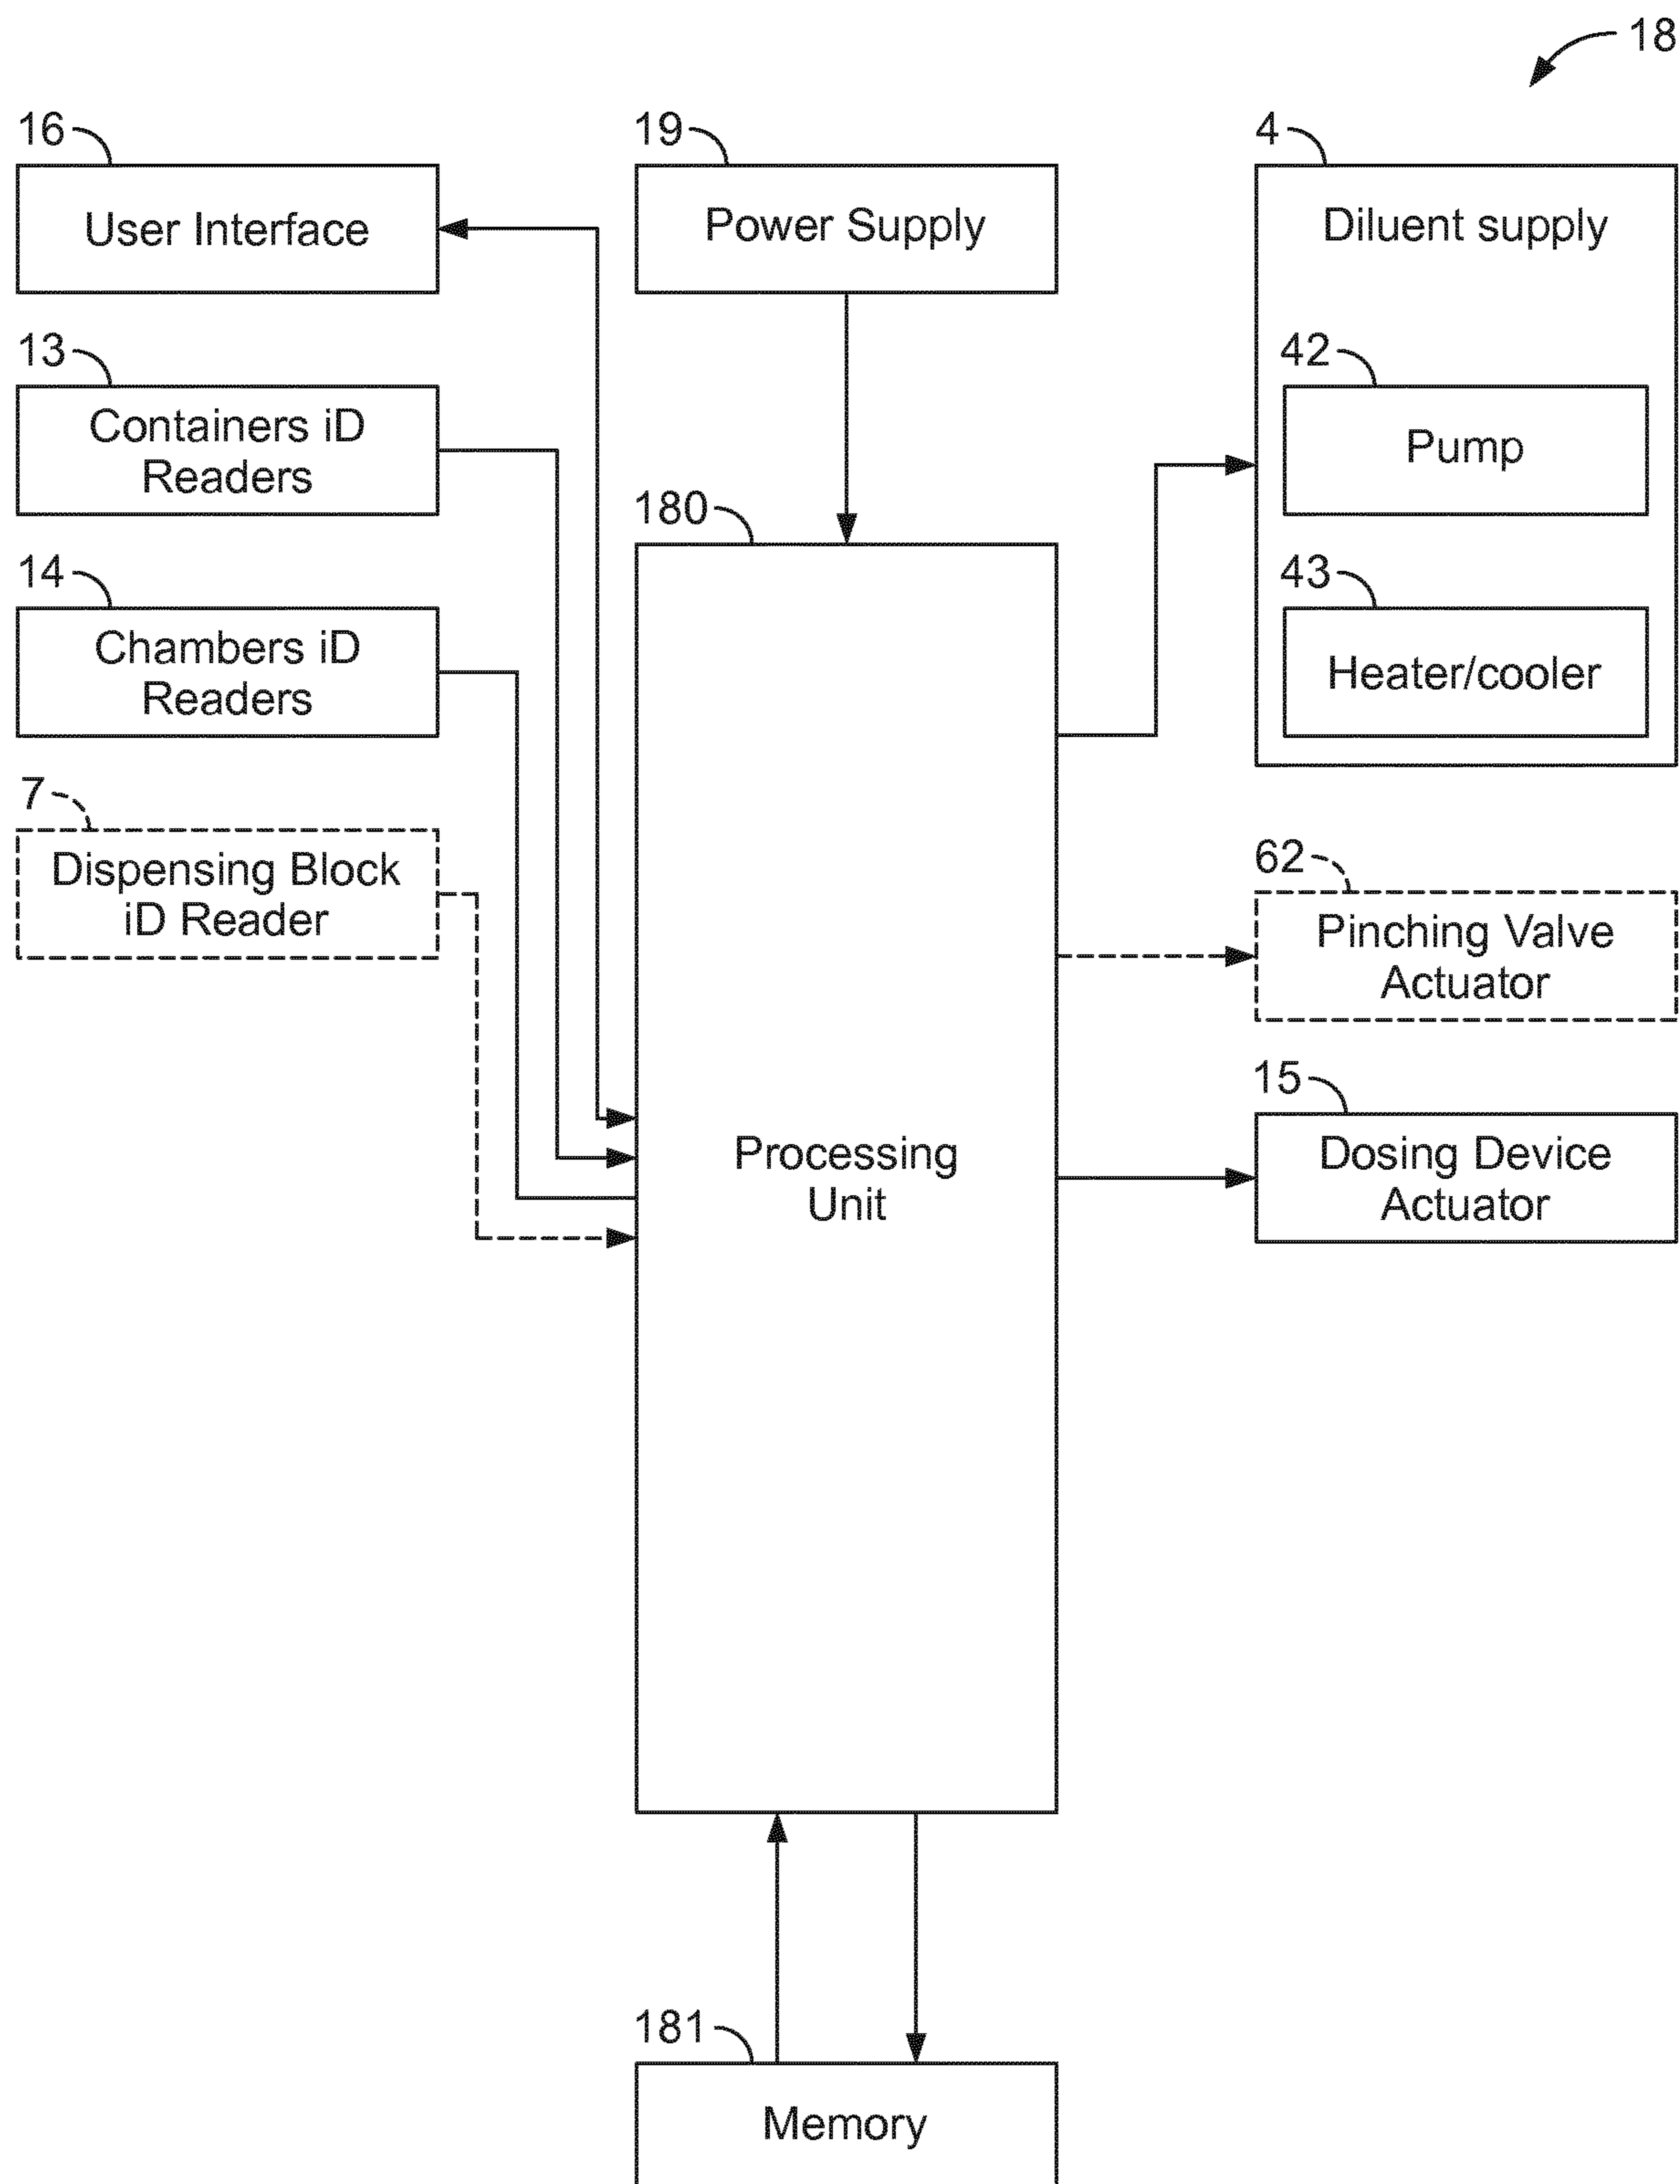 18
16
User Interface
19
Power Supply
4
Diluent supply
13
Containers iD
Readers
42
Pump
14
Chambers iD
Readers
180
Processing
Unit
43
Heater/cooler
7
Dispensing Block
iD Reader
62
Pinching Valve
Actuator
15
Dosing Device
Actuator
181
Memory